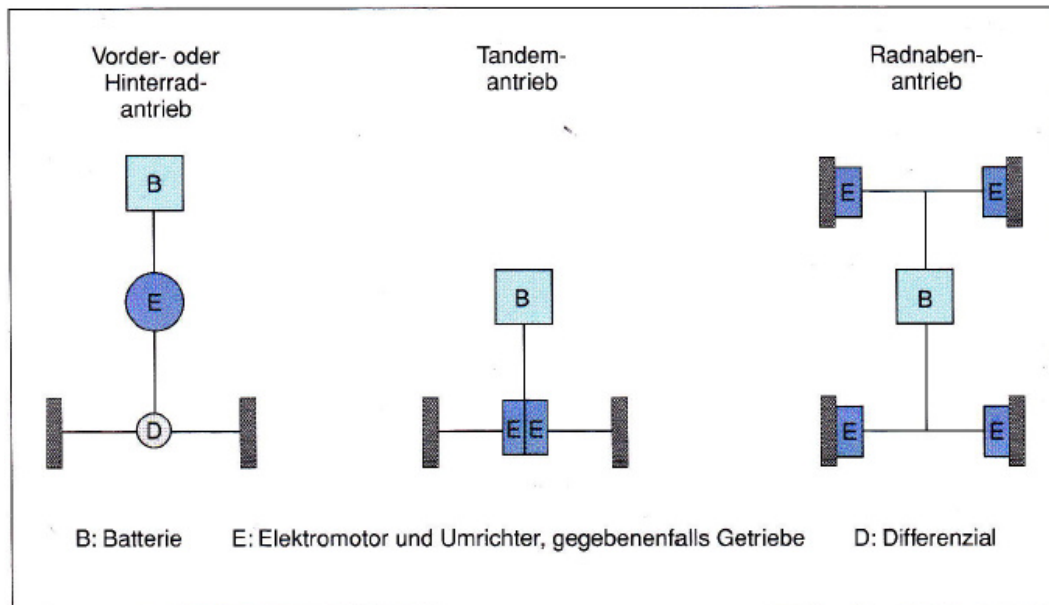 Vorder- oder
Hinterrad-
antrieb
Tandem-
antrieb
Radnaben-
antrieb
B
E
D
B
E E
E E
B
E E
B: Batterie E: Elektromotor und Umrichter, gegebenenfalls Getriebe D: Differenzial